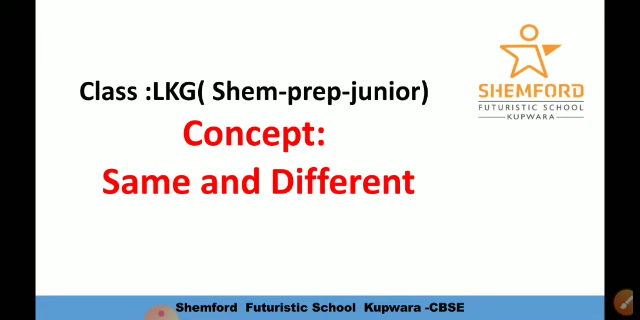 Class :LKG( Shem-prep-junior)
Concept:
Same and Different
SHEMFORD
FUTURISTIC SCHOOL
KUPWARA
Shemford Futuristic School Kupwara -CBSE